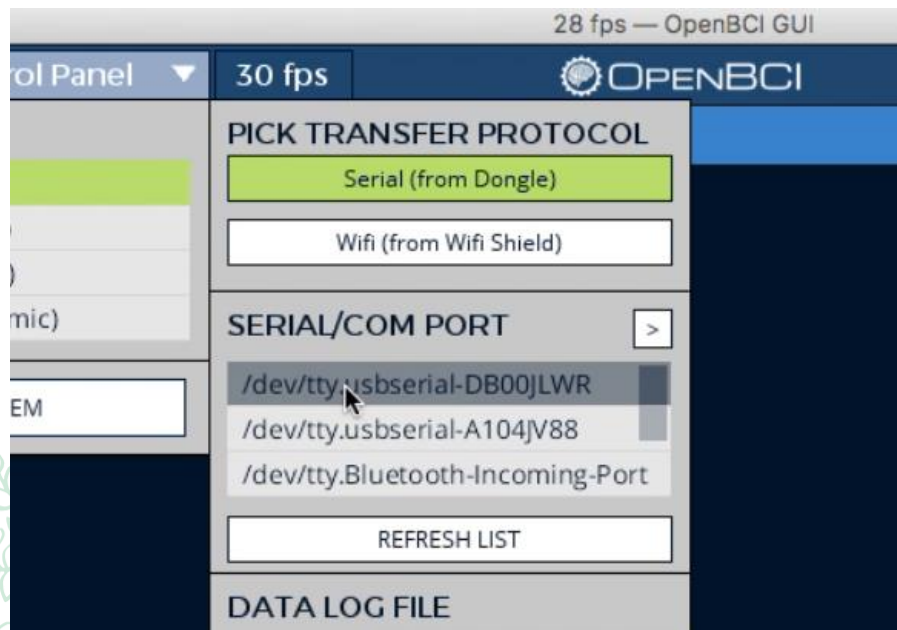 28 fps — OpenBCI GUI
rol Panel
30 fps
OPENBCI
PICK TRANSFER PROTOCOL
Serial (from Dongle)
Wifi (from Wifi Shield)
)
)
mic)
SERIAL/COM PORT
>
/dev/tty.usbserial-DB00JLWR
/dev/tty.usbserial-A104JV88
/dev/tty.Bluetooth-Incoming-Port
EM
REFRESH LIST
DATA LOG FILE